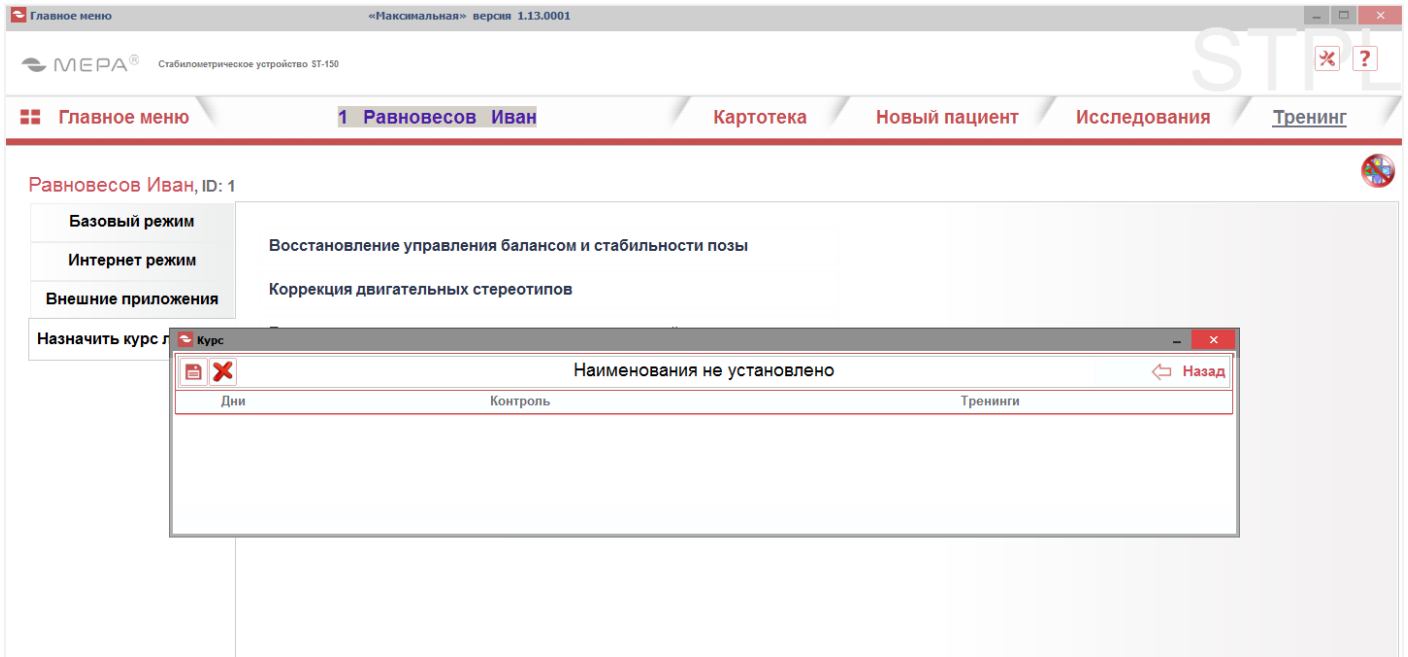 Главное меню «Максимальная» версия 1.13.0001
STPL
МЕРА® Стабилометрическое устройство ST-150
?
Главное меню 1 Равновесов Иван Картотека Новый пациент Исследования Тренинг
Равновесов Иван, ID: 1
Базовый режим
Интернет режим
Внешние приложения
Назначить курс л
Восстановление управления балансом и стабильности позы
Коррекция двигательных стереотипов
Курс
Наименования не установлено
Назад
Дни Контроль Тренинги